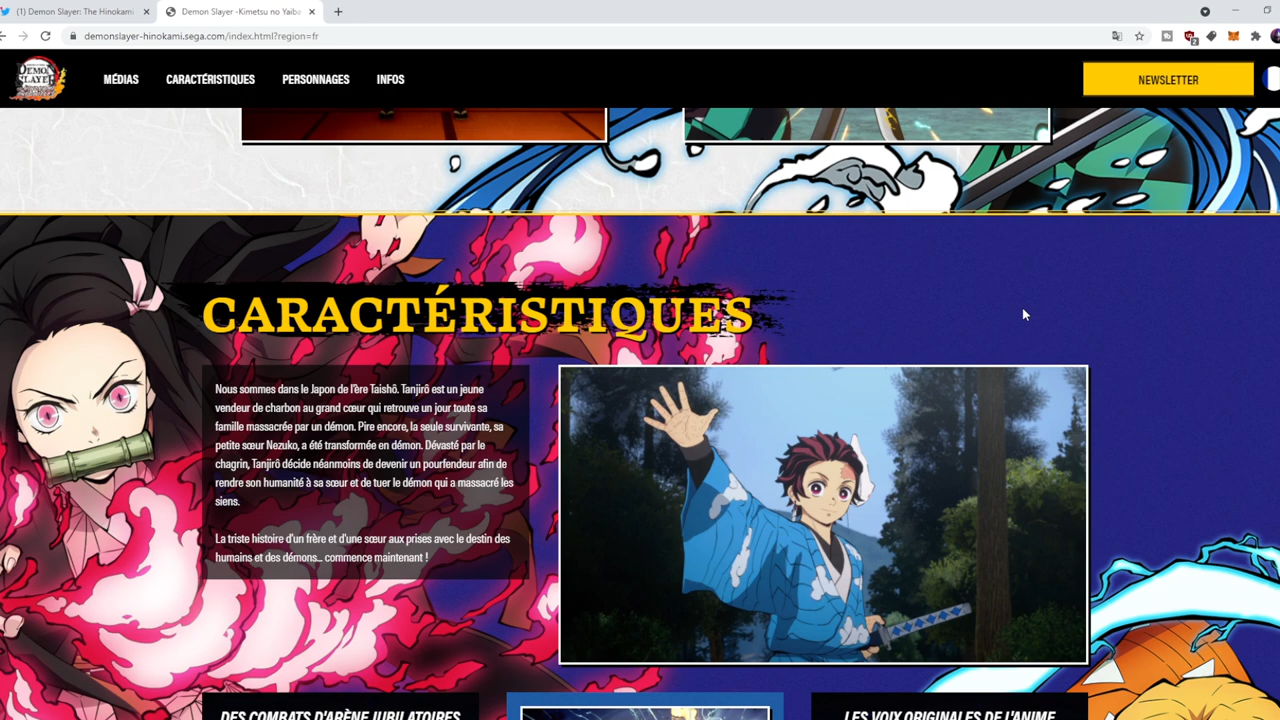 (1) Demon Slayer: The Hinokami
Demon Slayer -Kimetsu no Yaiba
demonslayer-hinokami.sega.com/index.html?region=fr
DEMON
SLAYER
MÉDIAS
CARACTÉRISTIQUES
PERSONNAGES
INFOS
NEWSLETTER
CARACTÉRISTIQUES
Nous sommes dans le Japon de l'ère Taishô. Tanjirô est un jeune
vendeur de charbon au grand cœur qui retrouve un jour toute sa
famille massacrée par un démon. Pire encore, la seule survivante, sa
petite sœur Nezuko, a été transformée en démon. Dévasté par le
chagrin, Tanjirô décide néanmoins de devenir un pourfendeur afin de
rendre son humanité à sa sœur et de tuer le démon qui a massacré les
siens.
La triste histoire d'un frère et d'une sœur aux prises avec le destin des
humains et des démons... commence maintenant !
DES COMBATS D'ARÈNE JUBILATOIRES
LES VOIX ORIGINALES DE L'ANIME